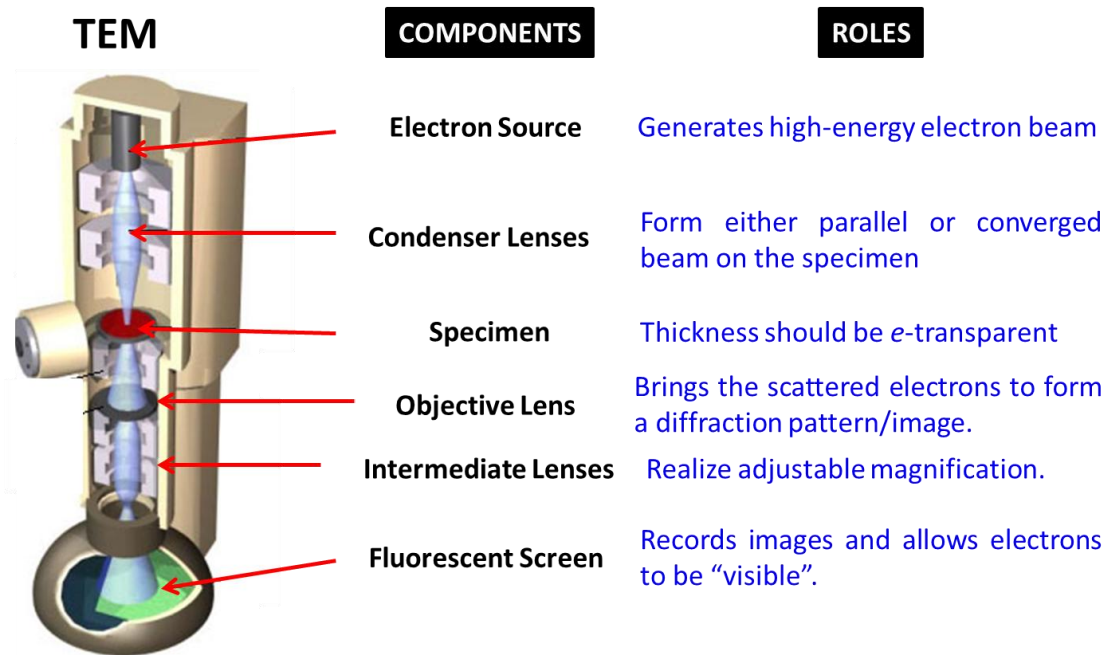 TEM
COMPONENTS
ROLES
Electron Source
Generates high-energy electron beam
Condenser Lenses
Form either parallel or converged
beam on the specimen
Specimen
Thickness should be e-transparent
Objective Lens
Brings the scattered electrons to form
a diffraction pattern/image.
Intermediate Lenses
Realize adjustable magnification.
Fluorescent Screen
Records images and allows electrons
to be “visible”.